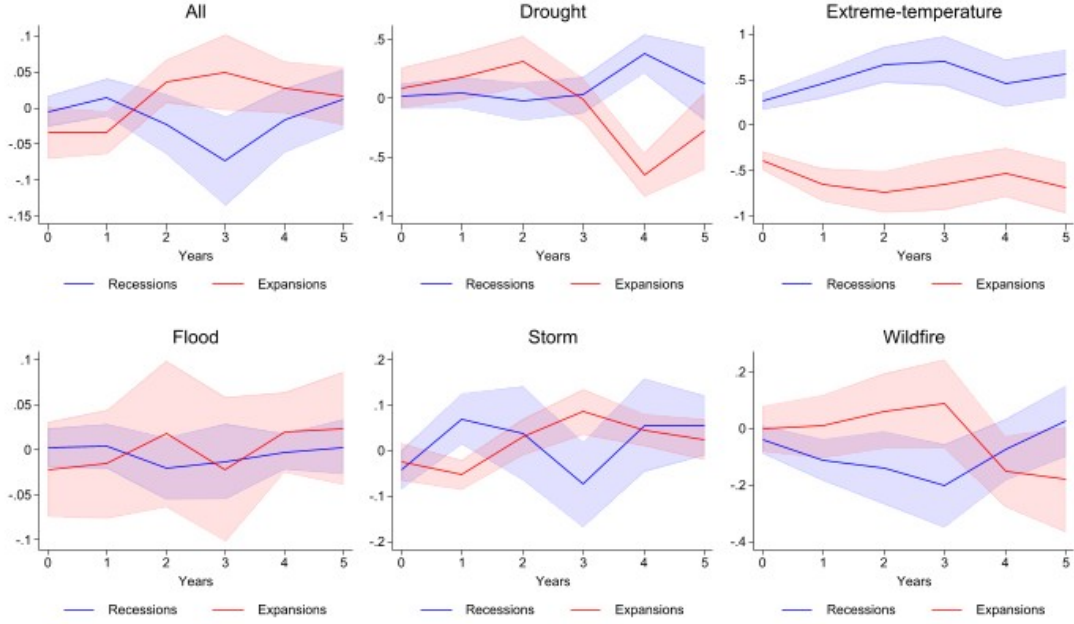 All
.1
.05
0
-.05
-.1
-.15
0 1 2 3 4 5
Years
Recessions Expansions
Drought
.5
0
-.5
-1
0 1 2 3 4 5
Years
Recessions Expansions
Extreme-temperature
1
.5
0
-.5
-1
0 1 2 3 4 5
Years
Recessions Expansions
Flood
.1
.05
0
-.05
-.1
0 1 2 3 4 5
Years
Recessions Expansions
Storm
.2
.1
0
-.1
-.2
0 1 2 3 4 5
Years
Recessions Expansions
Wildfire
.2
0
-.2
-.4
0 1 2 3 4 5
Years
Recessions Expansions